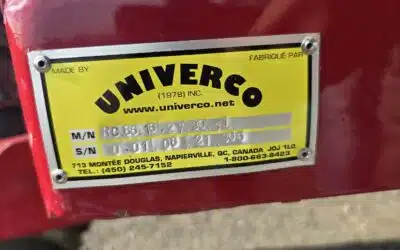 MADE BY
FABRIQUÉ PAR
UNIVERCO
(1978) INC.
www.univerco.net
M/N
S/N
713 MONTÉE DOUGLAS, NAPIERVILLE, QC, CANADA J0J 1L0
TEL.: (450) 245-7152
1-800-663-8423